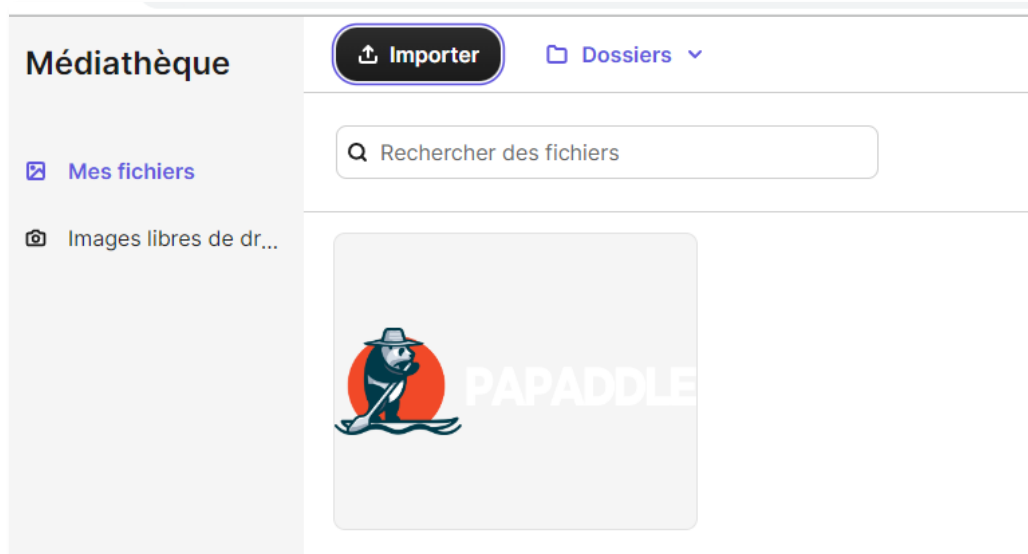 Médiathèque
Importer
Dossiers
Rechercher des fichiers
Mes fichiers
Images libres de dr...
PAPADDLE